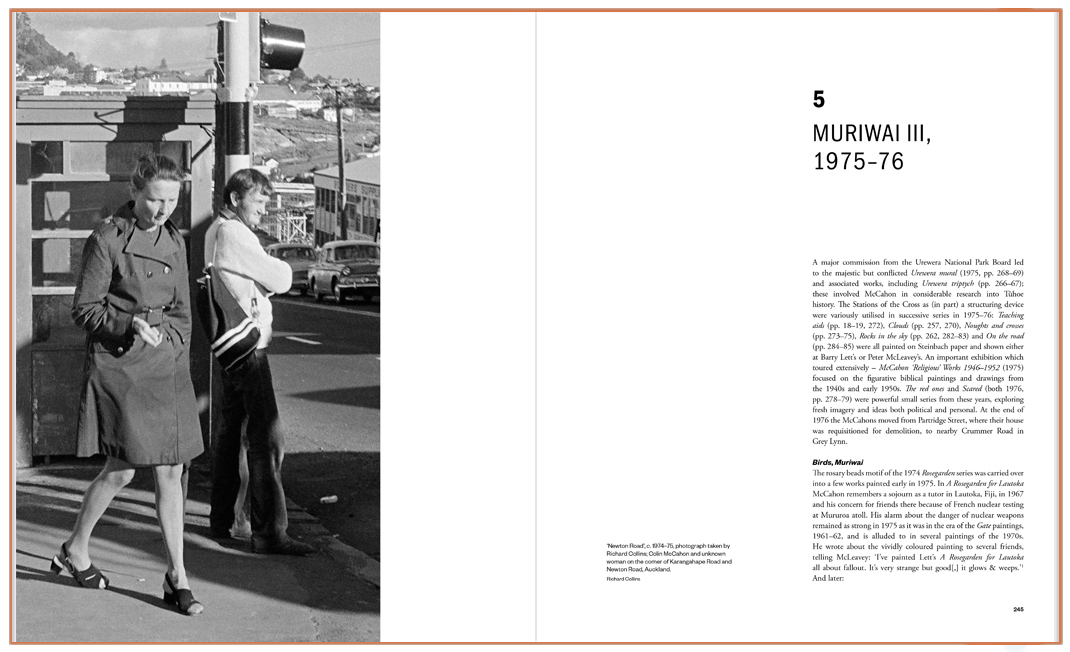 ERS SUPPL
'Newton Road', c. 1974–75, photograph taken by
Richard Collins; Colin McCahon and unknown
woman on the corner of Karangahape Road and
Newton Road, Auckland.
Richard Collins
5
MURIWAI III,
1975–76
A major commission from the Urewera National Park Board led
to the majestic but conflicted Urewera mural (1975, pp. 268–69)
and associated works, including Urewera triptych (pp. 266–67);
these involved McCahon in considerable research into Tūhoe
history. The Stations of the Cross as (in part) a structuring device
were variously utilised in successive series in 1975–76: Teaching
aids (pp. 18–19, 272), Clouds (pp. 257, 270), Noughts and crosses
(pp. 273–75), Rocks in the sky (pp. 262, 282–83) and On the road
(pp. 284–85) were all painted on Steinbach paper and shown either
at Barry Lett's or Peter McLeavey's. An important exhibition which
toured extensively – McCahon 'Religious' Works 1946–1952 (1975)
focused on the figurative biblical paintings and drawings from
the 1940s and early 1950s. The red ones and Scared (both 1976,
pp. 278–79) were powerful small series from these years, exploring
fresh imagery and ideas both political and personal. At the end of
1976 the McCahons moved from Partridge Street, where their house
was requisitioned for demolition, to nearby Crummer Road in
Grey Lynn.
Birds, Muriwai
The rosary beads motif of the 1974 Rosegarden series was carried over
into a few works painted early in 1975. In A Rosegarden for Lautoka
McCahon remembers a sojourn as a tutor in Lautoka, Fiji, in 1967
and his concern for friends there because of French nuclear testing
at Mururoa atoll. His alarm about the danger of nuclear weapons
remained as strong in 1975 as it was in the era of the Gate paintings,
1961–62, and is alluded to in several paintings of the 1970s.
He wrote about the vividly coloured painting to several friends,
telling McLeavey: 'I've painted Lett's A Rosegarden for Lautoka
all about fallout. It's very strange but good[,] it glows & weeps.'1
And later:
245